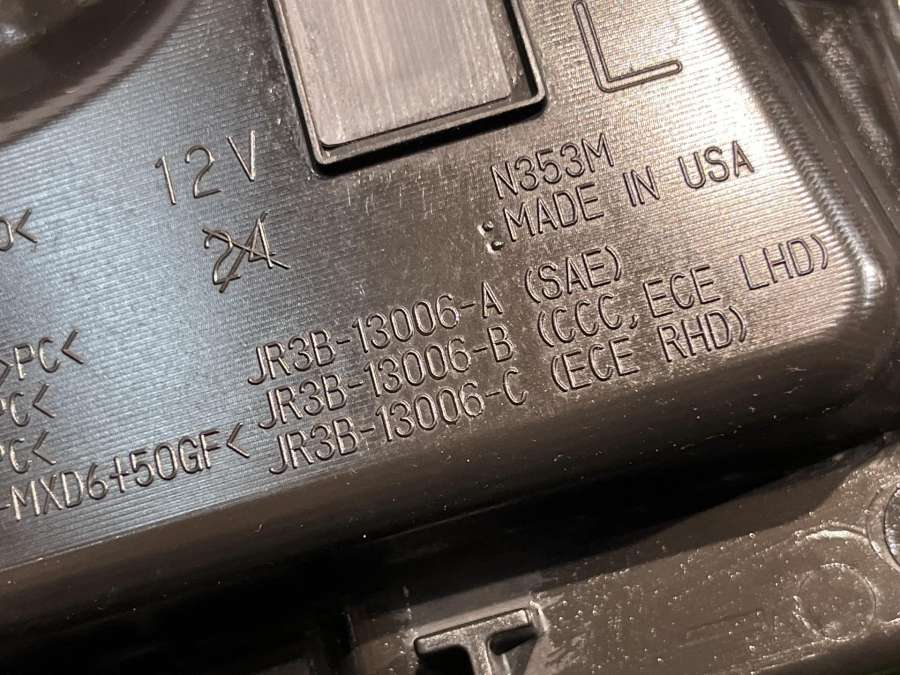 L
12V
24
N353M
MADE IN USA
JR3B-13006-A (SAE)
JR3B-13006-B (CCC, ECE LHD)
JR3B-13006-C (ECE RHD)
>PC<
PC<
PC<
-MXD6+50GF<